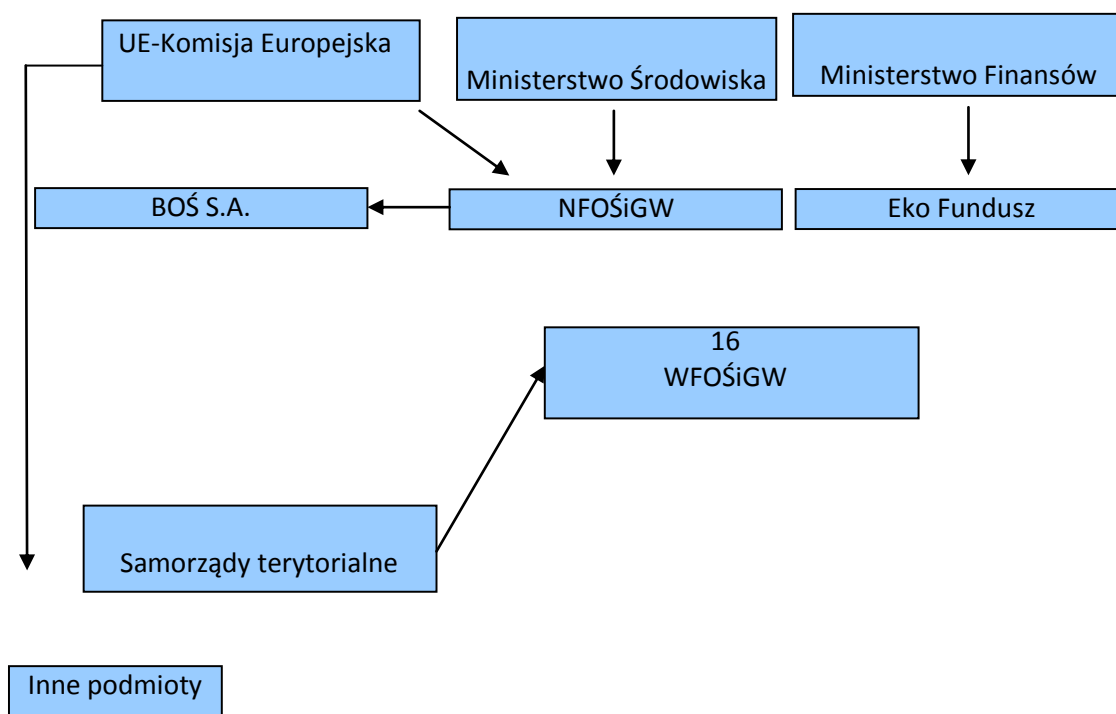 UE-Komisja Europejska
Ministerstwo Środowiska
Ministerstwo Finansów
BOŚ S.A.
NFOŚiGW
Eko Fundusz
16
WFOŚiGW
Samorządy terytorialne
Inne podmioty